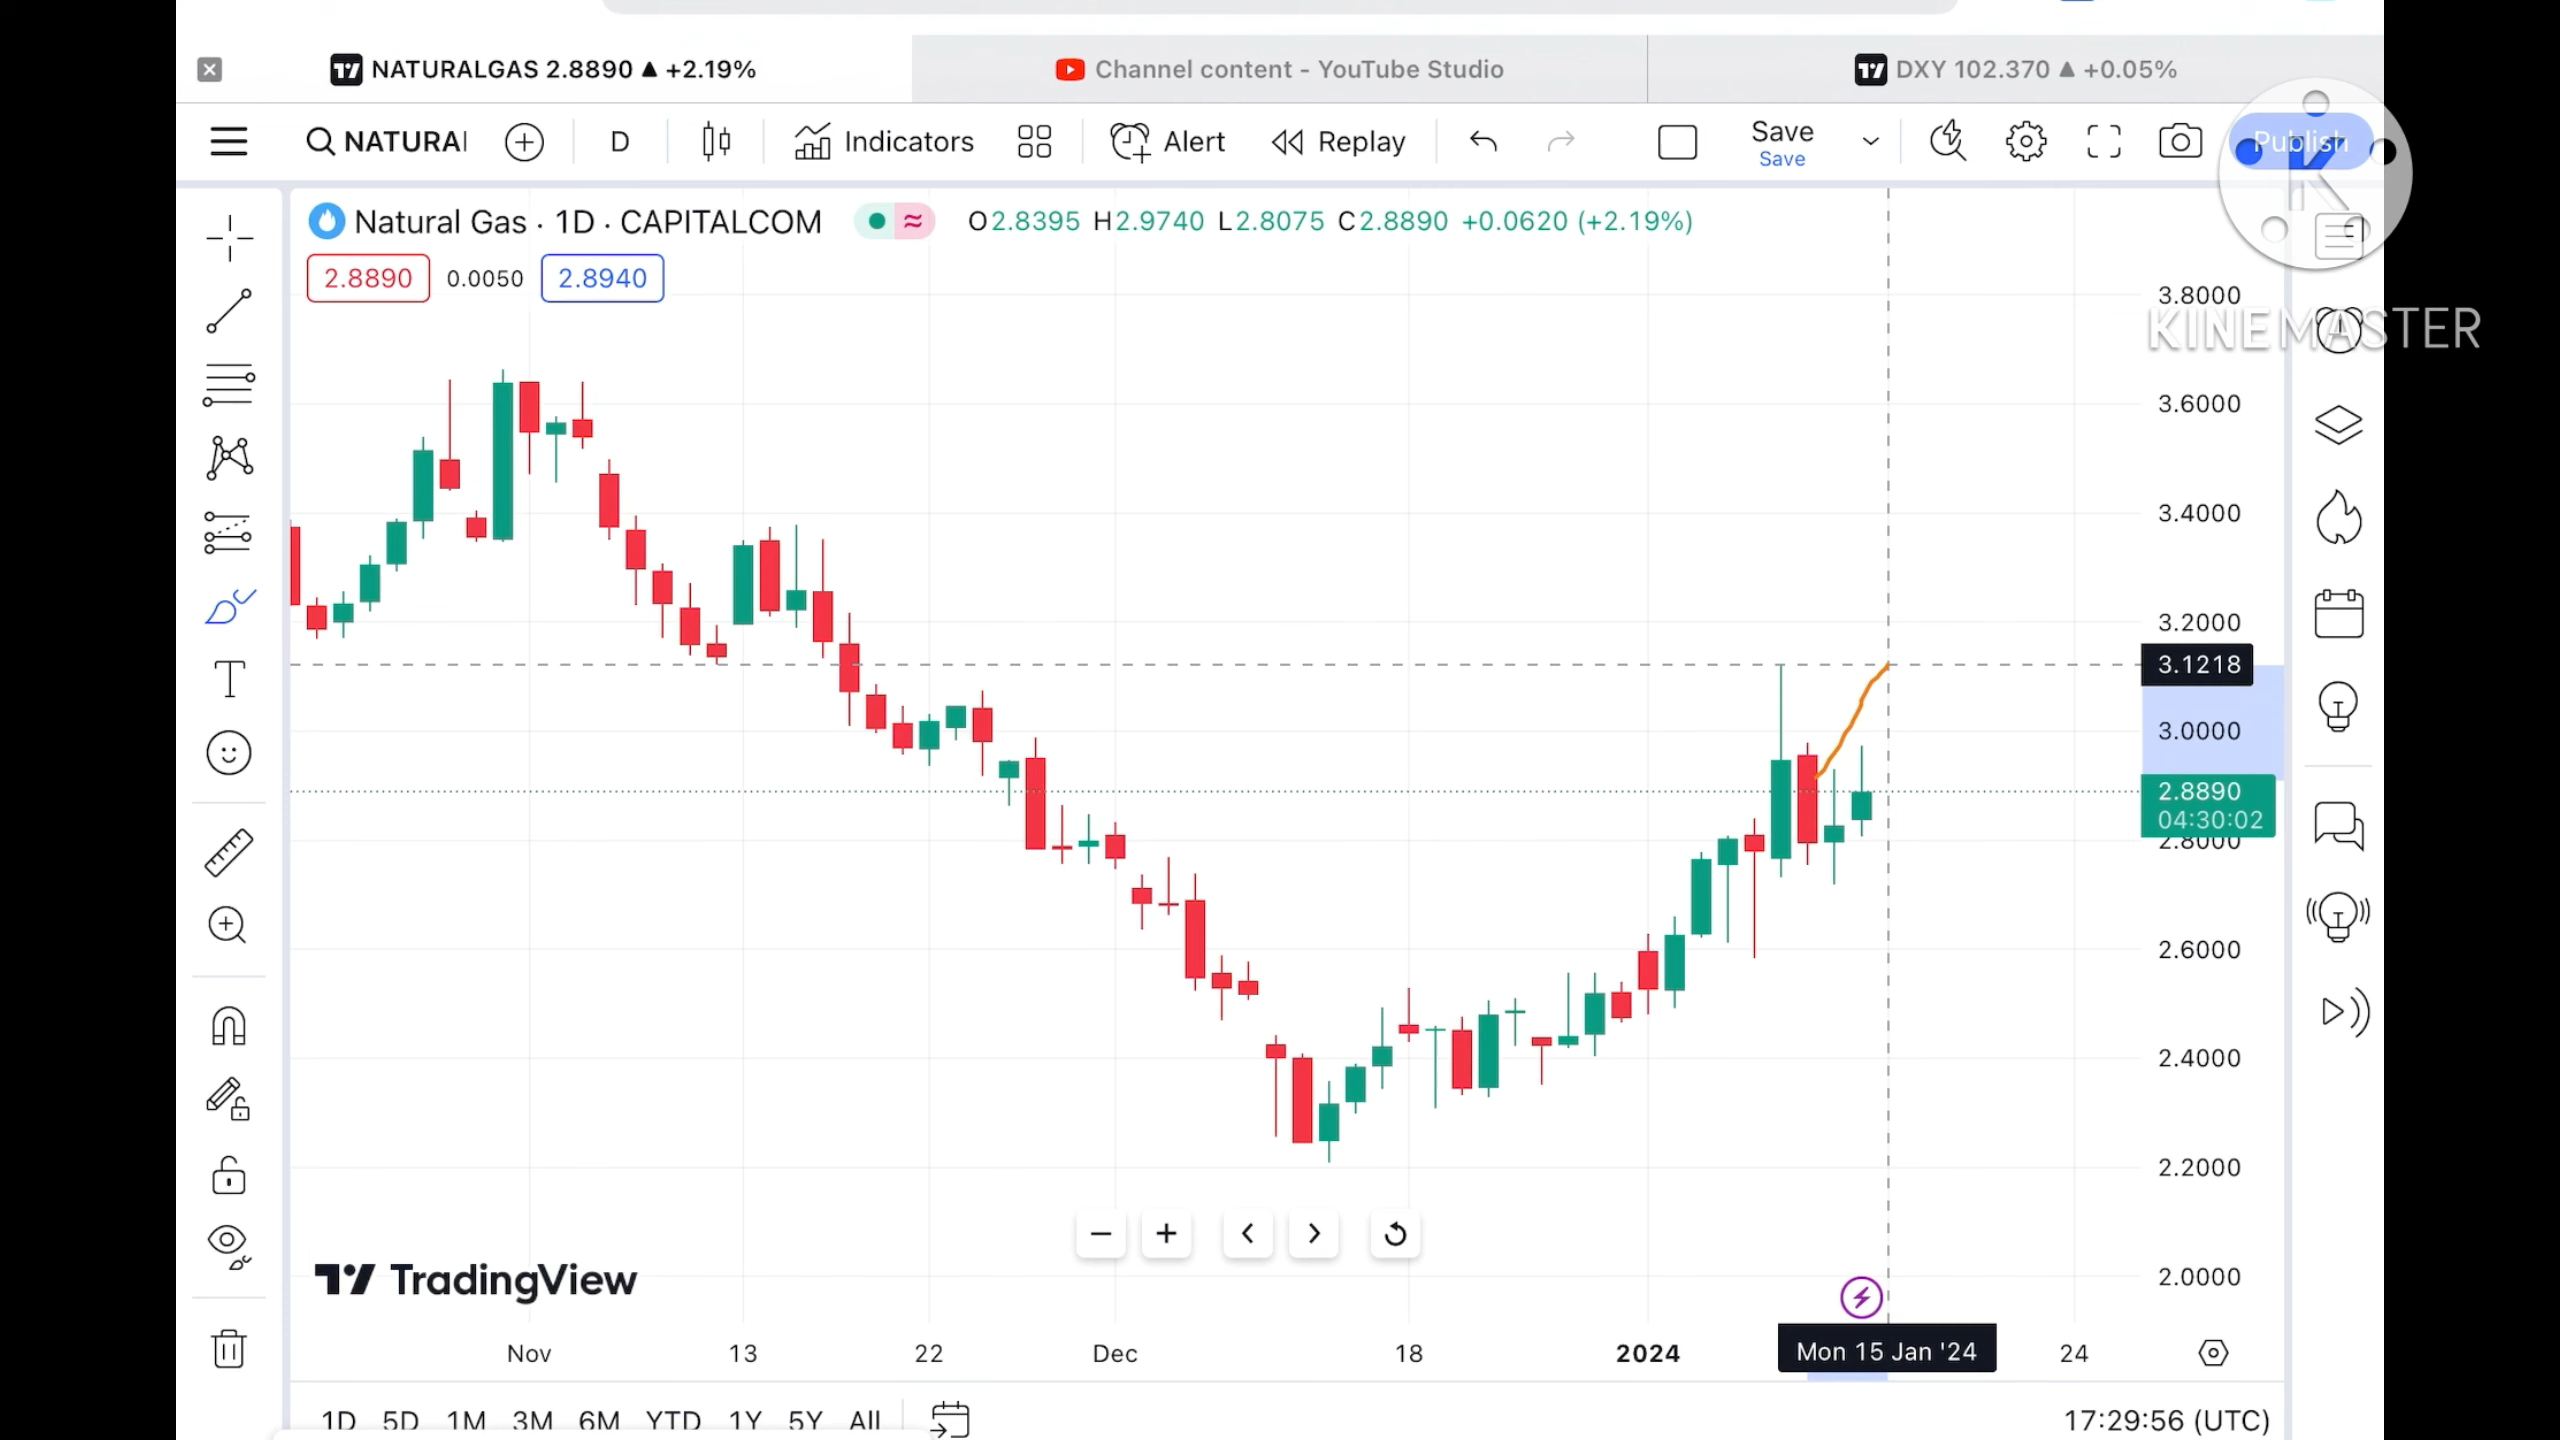 NATURALGAS 2.8890 ▲ +2.19%
Channel content - YouTube Studio
DXY 102.370 ▲ +0.05%
NATURAL
D
Indicators
Alert
Replay
Save
Save
Publish
Natural Gas · 1D · CAPITALCOM
O2.8395 H2.9740 L2.8075 C2.8890 +0.0620 (+2.19%)
2.8890 0.0050 2.8940
KINEMASTER
3.8000
3.6000
3.4000
3.2000
3.1218
3.0000
2.8890
04:30:02
2.8000
2.6000
2.4000
2.2000
2.0000
TradingView
Nov 13 22 Dec 18 2024 Mon 15 Jan '24 24
1D 5D 1M 3M 6M YTD 1Y 5Y All
17:29:56 (UTC)